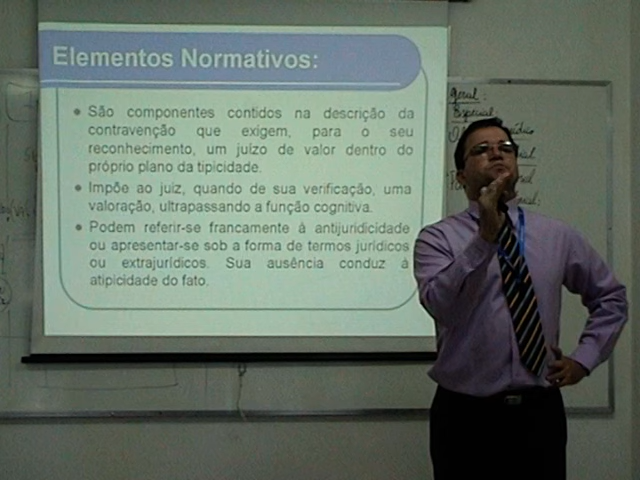 Elementos Normativos:
São componentes contidos na descrição da
contravenção que exigem, para o seu
reconhecimento, um juízo de valor dentro do
próprio plano da tipicidade.
Impõe ao juiz, quando de sua verificação, uma
valoração, ultrapassando a função cognitiva.
Podem referir-se francamente à antijuridicidade
ou apresentar-se sob a forma de termos jurídicos
ou extrajurídicos. Sua ausência conduz à
atipicidade do fato.
geral:
Especial: